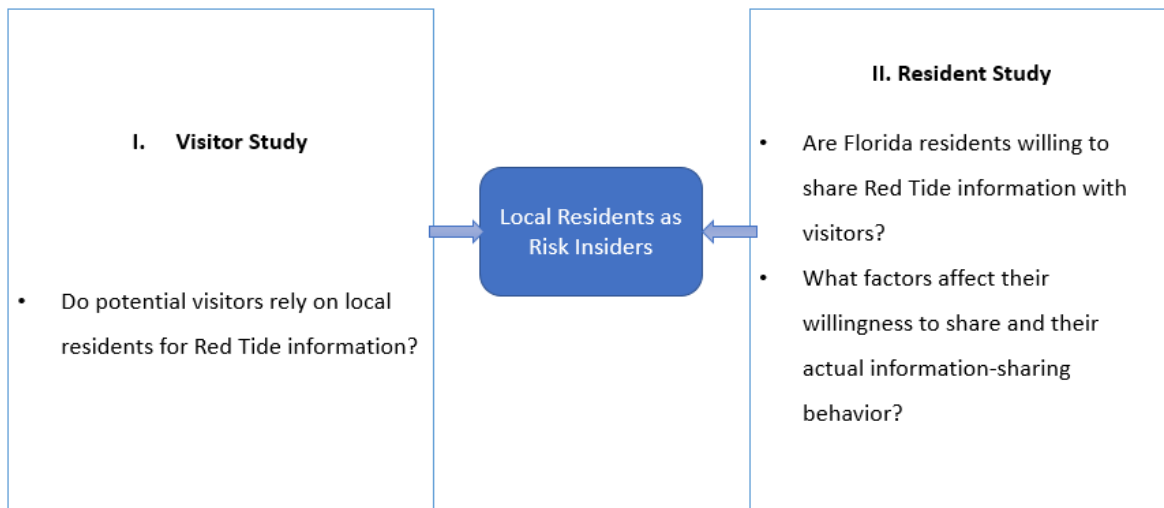 I. Visitor Study
• Do potential visitors rely on local
residents for Red Tide information?
Local Residents as
Risk Insiders
II. Resident Study
• Are Florida residents willing to
share Red Tide information with
visitors?
• What factors affect their
willingness to share and their
actual information-sharing
behavior?